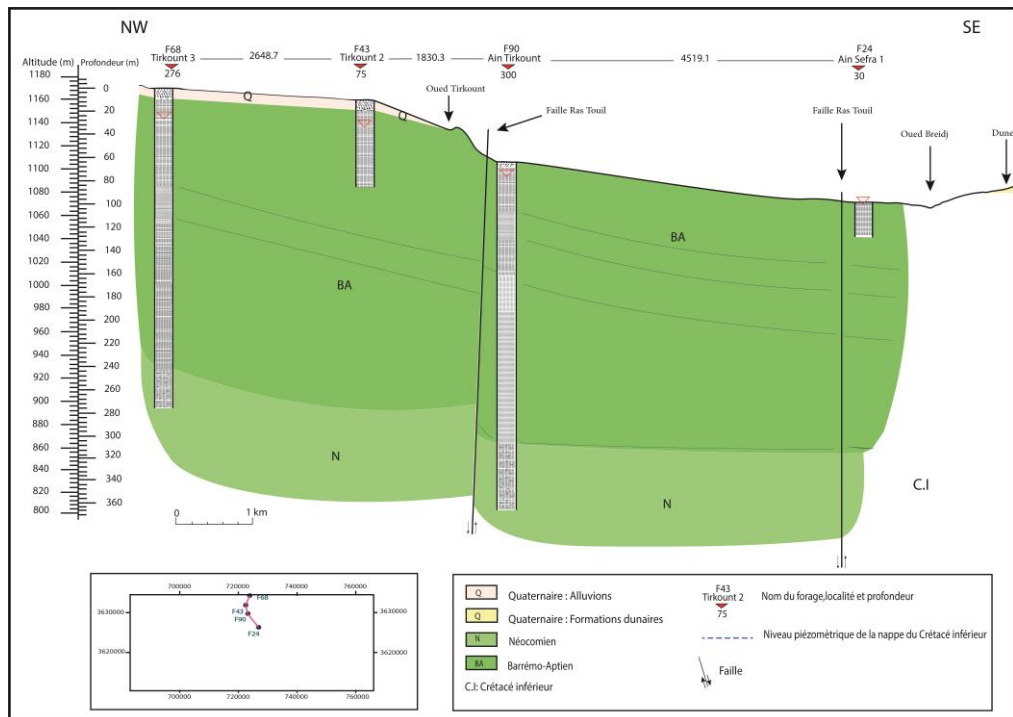 NW
SE
F68
Tirkount 3
276
2648.7
F43
Tirkount 2
75
1830.3
F90
Ain Tirkount
300
4519.1
F24
Ain Sefra 1
30
Altitude (m) Profondeur (m)
1180
1160
1140
1120
1100
1080
1060
1040
1020
1000
980
960
940
920
900
880
860
840
820
800
0
20
40
60
80
100
120
140
160
180
200
220
240
260
280
300
320
340
360
Q
Q
Oued Tirkount
Faille Ras Touil
Faille Ras Touil
Oued Breidj
Dune
BA
BA
N
N
C.I
0 1 km
700000 720000 740000 760000
3630000
3620000
3630000
3620000
F68
F43
F90
F24
700000 720000 740000 760000
Q Quaternaire : Alluvions
Q Quaternaire : Formations dunaires
N Néocomien
BA Barrémo-Aptien
C.I: Crétacé inférieur
F43
Tirkount 2
75
Nom du forage,localité et profondeur
Niveau piézométrique de la nappe du Crétacé inférieur
Faille